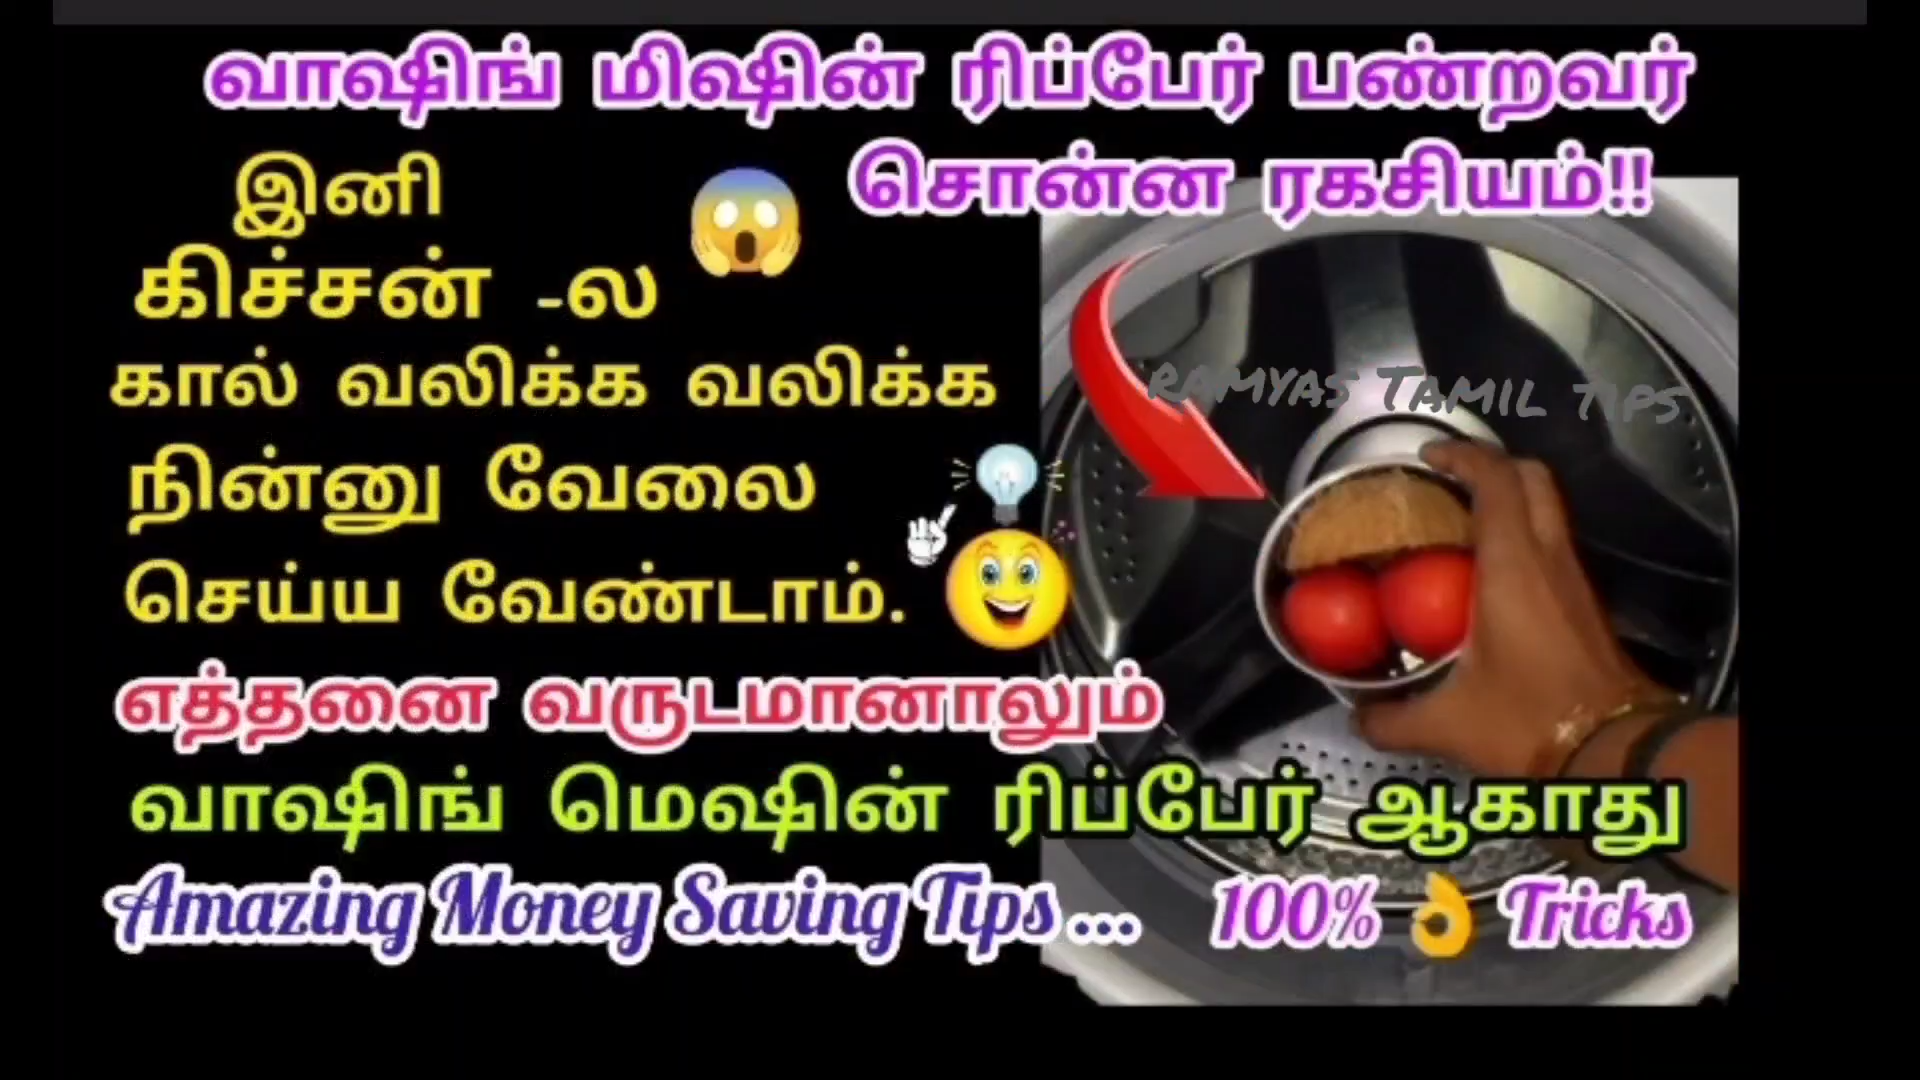 வாஷிங் மிஷின் ரிப்பேர் பண்றவர்
சொன்ன ரகசியம்!!
இனி
கிச்சன் -ல
கால் வலிக்க வலிக்க
நின்னு வேலை
செய்ய வேண்டாம்.
RAMYAS TAMIL TIPS
எத்தனை வருடமானாலும்
வாஷிங் மெஷின் ரிப்பேர் ஆகாது
Amazing Money Saving Tips... 100% Tricks